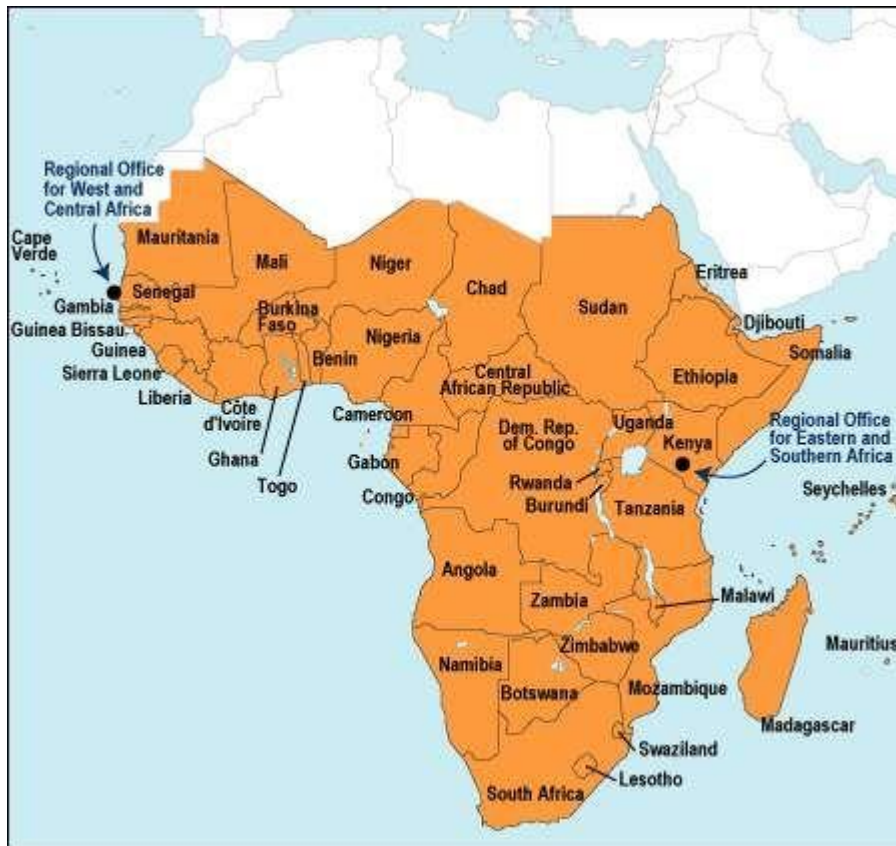 Regional Office
for West and
Central Africa
Cape
Verde
Mauritania
Mali
Niger
Chad
Sudan
Eritrea
Senegal
Gambia
Burkina
Faso
Djibouti
Guinea Bissau
Nigeria
Benin
Guinea
Somalia
Sierra Leone
Central
African Republic
Ethiopia
Liberia
Côte
d'Ivoire
Cameroon
Dem. Rep.
of Congo
Uganda
Kenya
Regional Office
for Eastern and
Southern Africa
Ghana
Gabon
Togo
Rwanda
Congo
Burundi
Tanzania
Seychelles
Angola
Zambia
Malawi
Zimbabwe
Mauritius
Namibia
Botswana
Mozambique
Madagascar
Swaziland
Lesotho
South Africa